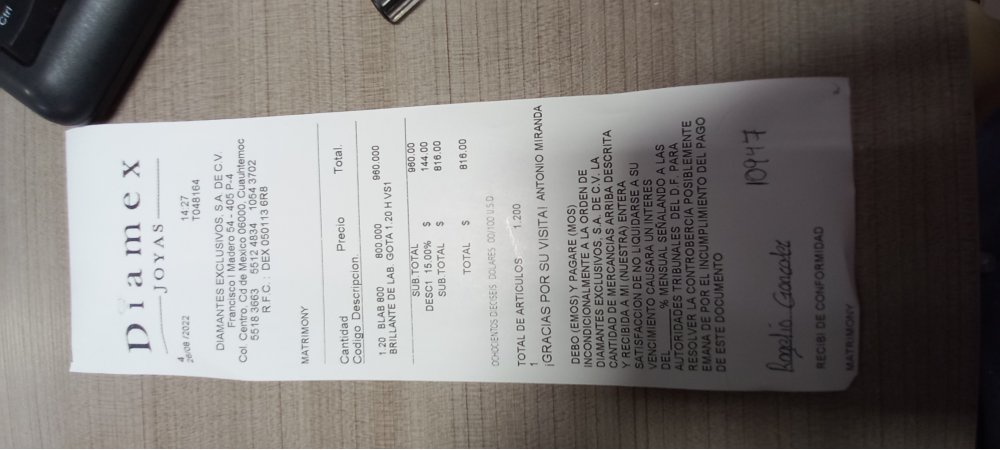 Ctrl
Diamex
JOYAS
4
26/08/2022 14:27
T048164
DIAMANTES EXCLUSIVOS, S.A. DE C.V.
Francisco I Madero 54 - 405 P-4
Col. Centro, Cd de Mexico 06000, Cuauhtemoc
5518 3663 5512 4834 1054 3702
R.F.C.: DEX 050113 6R8
MATRIMONY
Cantidad Precio Total.
Codigo Descripcion.
1.20 BLAB 800 800.000 960.000
BRILLANTE DE LAB. GOTA 1.20 H VS1
SUB.TOTAL 960.00
DESC1 15.00% $ 144.00
SUB.TOTAL $ 816.00
TOTAL $ 816.00
OCHOCIENTOS DIECISEIS DOLARES 00/100 U.S.D
TOTAL DE ARTICULOS 1.200
1
¡GRACIAS POR SU VISITA! ANTONIO MIRANDA
DEBO (EMOS) Y PAGARE (MOS)
INCONDICIONALMENTE A LA ORDEN DE
DIAMANTES EXCLUSIVOS, S.A. DE C.V. LA
CANTIDAD DE MERCANCIAS ARRIBA DESCRITA
Y RECIBIDA A MI (NUESTRA) ENTERA
SATISFACCION DE NO LIQUIDARSE A SU
VENCIMIENTO CAUSARA UN INTERES
DEL ______ % MENSUAL SEÑALANDO A LAS
AUTORIDADES TRIBUNALES DEL D.F. PARA
RESOLVER LA CONTROBERCIA POSIBLEMENTE
EMANA DE POR EL INCUMPLIMIENTO DEL PAGO
DE ESTE DOCUMENTO
Rogelio Gonzalez 10947
RECIBI DE CONFORMIDAD
MATRIMONY